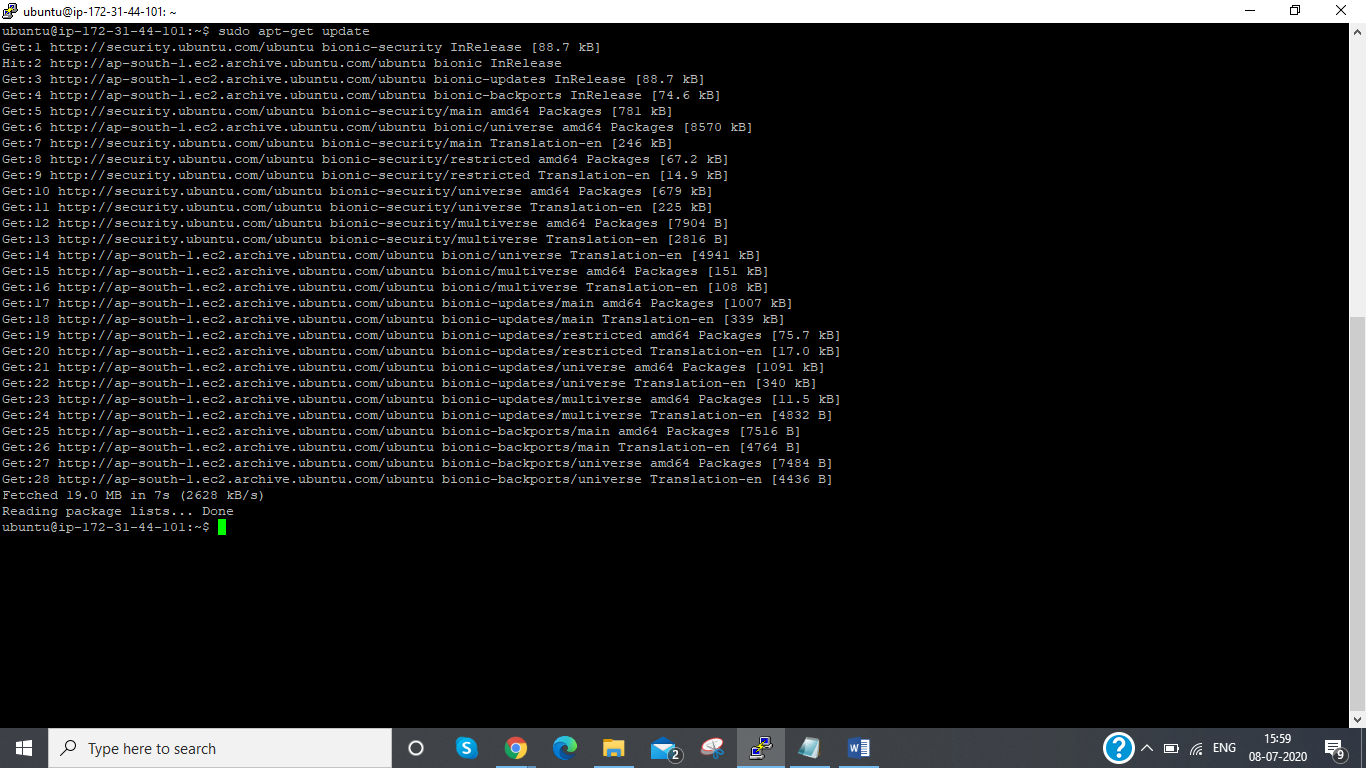 ubuntu@ip-172-31-44-101: ~
ubuntu@ip-172-31-44-101:~$ sudo apt-get update
Get:1 http://security.ubuntu.com/ubuntu bionic-security InRelease [88.7 kB]
Hit:2 http://ap-south-1.ec2.archive.ubuntu.com/ubuntu bionic InRelease
Get:3 http://ap-south-1.ec2.archive.ubuntu.com/ubuntu bionic-updates InRelease [88.7 kB]
Get:4 http://ap-south-1.ec2.archive.ubuntu.com/ubuntu bionic-backports InRelease [74.6 kB]
Get:5 http://security.ubuntu.com/ubuntu bionic-security/main amd64 Packages [781 kB]
Get:6 http://ap-south-1.ec2.archive.ubuntu.com/ubuntu bionic/universe amd64 Packages [8570 kB]
Get:7 http://security.ubuntu.com/ubuntu bionic-security/main Translation-en [246 kB]
Get:8 http://security.ubuntu.com/ubuntu bionic-security/restricted amd64 Packages [67.2 kB]
Get:9 http://security.ubuntu.com/ubuntu bionic-security/restricted Translation-en [14.9 kB]
Get:10 http://security.ubuntu.com/ubuntu bionic-security/universe amd64 Packages [679 kB]
Get:11 http://security.ubuntu.com/ubuntu bionic-security/universe Translation-en [225 kB]
Get:12 http://security.ubuntu.com/ubuntu bionic-security/multiverse amd64 Packages [7904 B]
Get:13 http://security.ubuntu.com/ubuntu bionic-security/multiverse Translation-en [2816 B]
Get:14 http://ap-south-1.ec2.archive.ubuntu.com/ubuntu bionic/universe Translation-en [4941 kB]
Get:15 http://ap-south-1.ec2.archive.ubuntu.com/ubuntu bionic/multiverse amd64 Packages [151 kB]
Get:16 http://ap-south-1.ec2.archive.ubuntu.com/ubuntu bionic/multiverse Translation-en [108 kB]
Get:17 http://ap-south-1.ec2.archive.ubuntu.com/ubuntu bionic-updates/main amd64 Packages [1007 kB]
Get:18 http://ap-south-1.ec2.archive.ubuntu.com/ubuntu bionic-updates/main Translation-en [339 kB]
Get:19 http://ap-south-1.ec2.archive.ubuntu.com/ubuntu bionic-updates/restricted amd64 Packages [75.7 kB]
Get:20 http://ap-south-1.ec2.archive.ubuntu.com/ubuntu bionic-updates/restricted Translation-en [17.0 kB]
Get:21 http://ap-south-1.ec2.archive.ubuntu.com/ubuntu bionic-updates/universe amd64 Packages [1091 kB]
Get:22 http://ap-south-1.ec2.archive.ubuntu.com/ubuntu bionic-updates/universe Translation-en [340 kB]
Get:23 http://ap-south-1.ec2.archive.ubuntu.com/ubuntu bionic-updates/multiverse amd64 Packages [11.5 kB]
Get:24 http://ap-south-1.ec2.archive.ubuntu.com/ubuntu bionic-updates/multiverse Translation-en [4832 B]
Get:25 http://ap-south-1.ec2.archive.ubuntu.com/ubuntu bionic-backports/main amd64 Packages [7516 B]
Get:26 http://ap-south-1.ec2.archive.ubuntu.com/ubuntu bionic-backports/main Translation-en [4764 B]
Get:27 http://ap-south-1.ec2.archive.ubuntu.com/ubuntu bionic-backports/universe amd64 Packages [7484 B]
Get:28 http://ap-south-1.ec2.archive.ubuntu.com/ubuntu bionic-backports/universe Translation-en [4436 B]
Fetched 19.0 MB in 7s (2628 kB/s)
Reading package lists... Done
ubuntu@ip-172-31-44-101:~$
Type here to search
2
ENG
15:59
08-07-2020
9